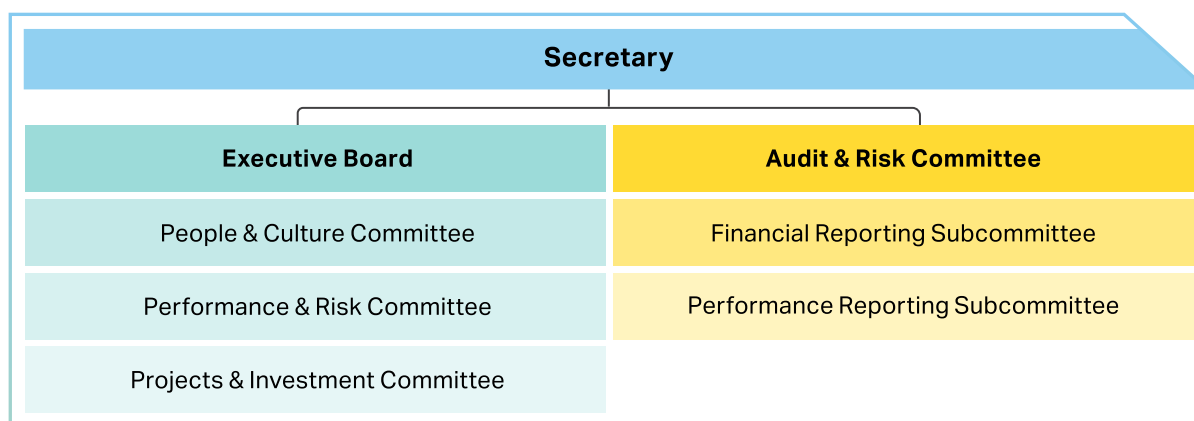 Secretary
Executive Board
Audit & Risk Committee
People & Culture Committee
Financial Reporting Subcommittee
Performance & Risk Committee
Performance Reporting Subcommittee
Projects & Investment Committee